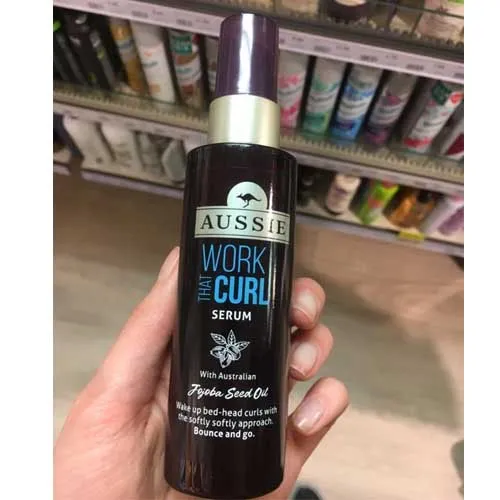 AUSSIE
WORK
THAT CURL
SERUM
With Australian
Jojoba Seed Oil
Wake up bed-head curls with
the softly softly approach.
Bounce and go.